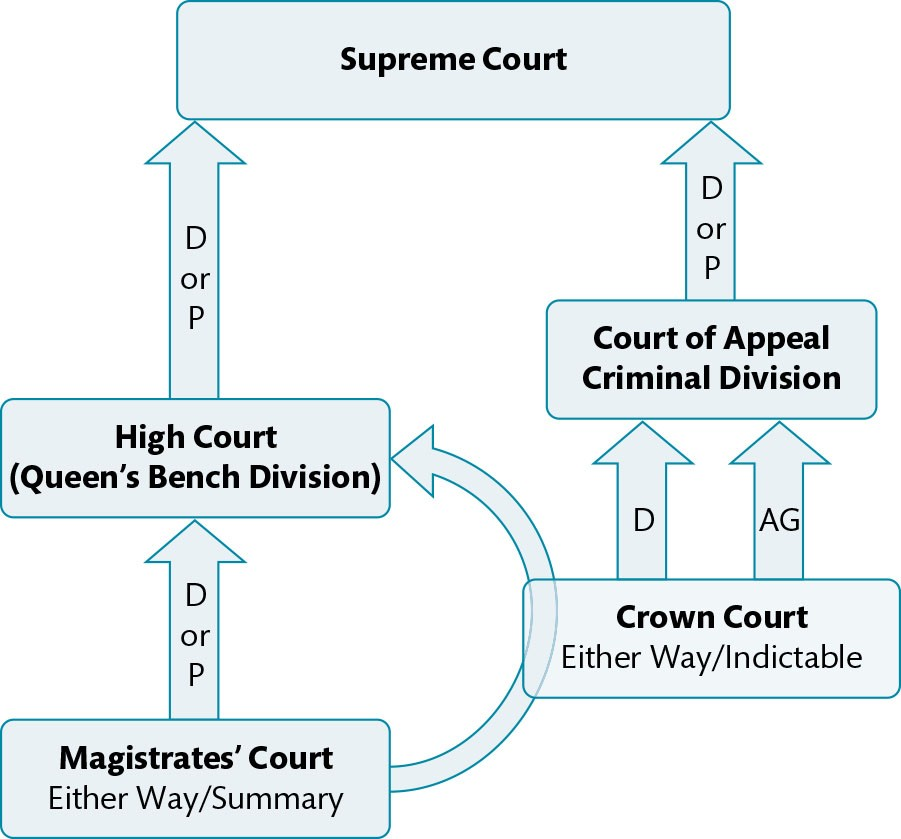 Supreme Court
D
or
P
D
or
P
Court of Appeal
Criminal Division
High Court
(Queen’s Bench Division)
D
AG
D
or
P
Crown Court
Either Way/Indictable
Magistrates’ Court
Either Way/Summary